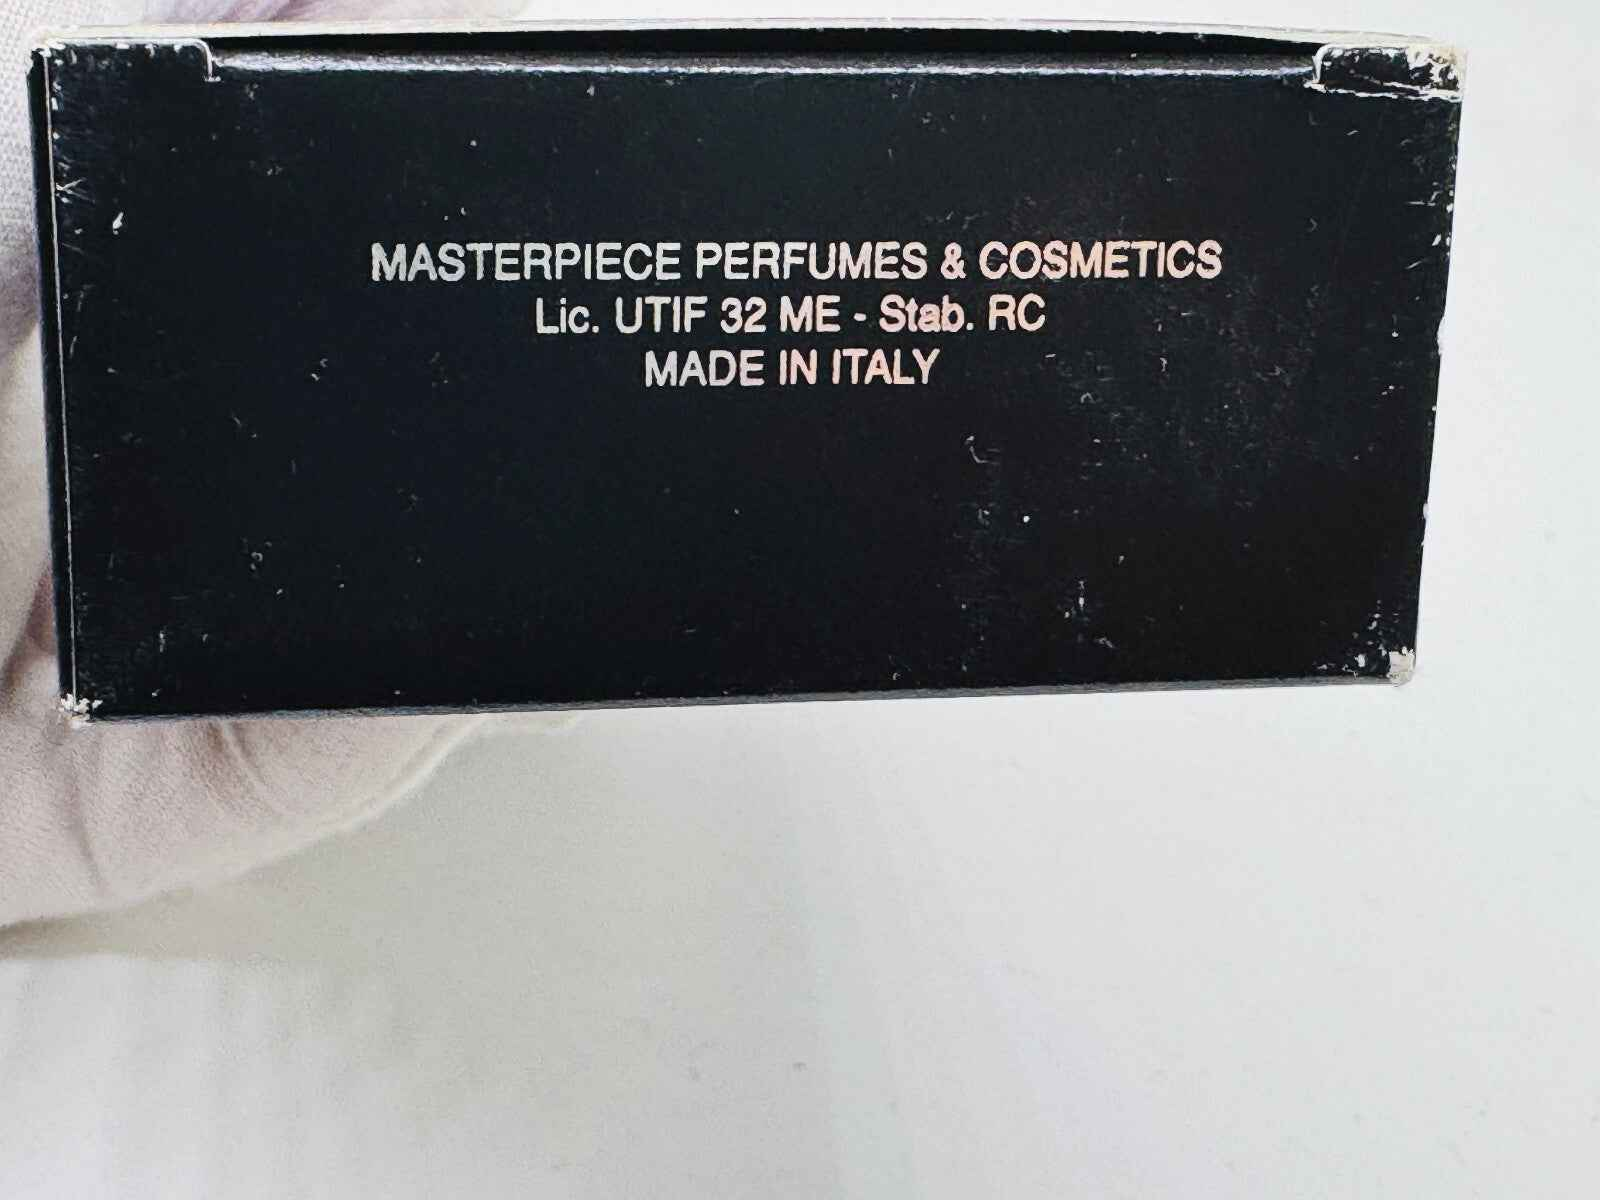 MASTERPIECE PERFUMES & COSMETICS
Lic. UTIF 32 ME - Stab. RC
MADE IN ITALY